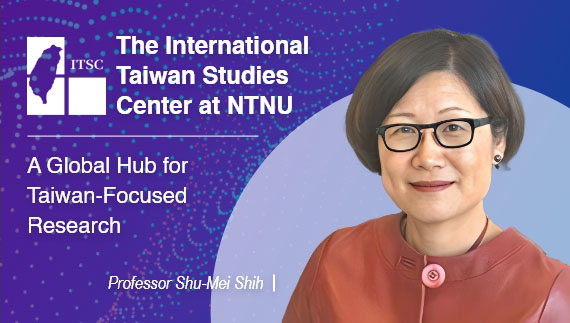 ITSC
The International
Taiwan Studies
Center at NTNU
A Global Hub for
Taiwan-Focused
Research
Professor Shu-Mei Shih |